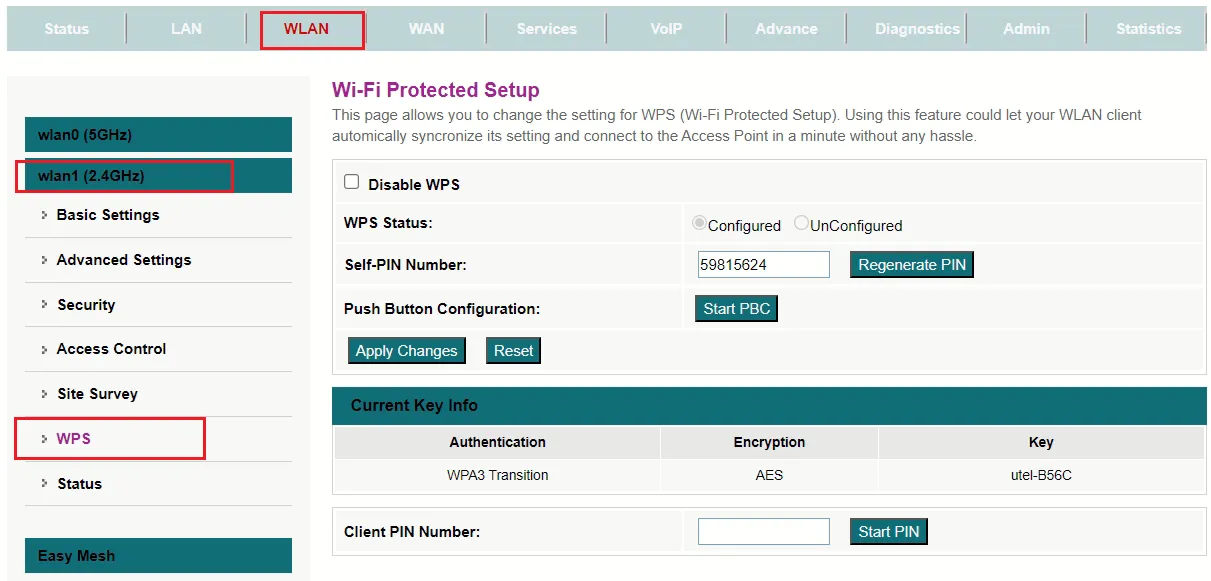 Status LAN WLAN WAN Services VoIP Advance Diagnostics Admin Statistics
wlan0 (5GHz)
wlan1 (2.4GHz)
Basic Settings
Advanced Settings
Security
Access Control
Site Survey
WPS
Status
Easy Mesh
Wi-Fi Protected Setup
This page allows you to change the setting for WPS (Wi-Fi Protected Setup). Using this feature could let your WLAN client
automically syncronize its setting and connect to the Access Point in a minute without any hassle.
Disable WPS
WPS Status: Configured UnConfigured
Self-PIN Number: 59815624 Regenerate PIN
Push Button Configuration: Start PBC
Apply Changes Reset
Current Key Info
Authentication Encryption Key
WPA3 Transition AES utel-B56C
Client PIN Number: Start PIN